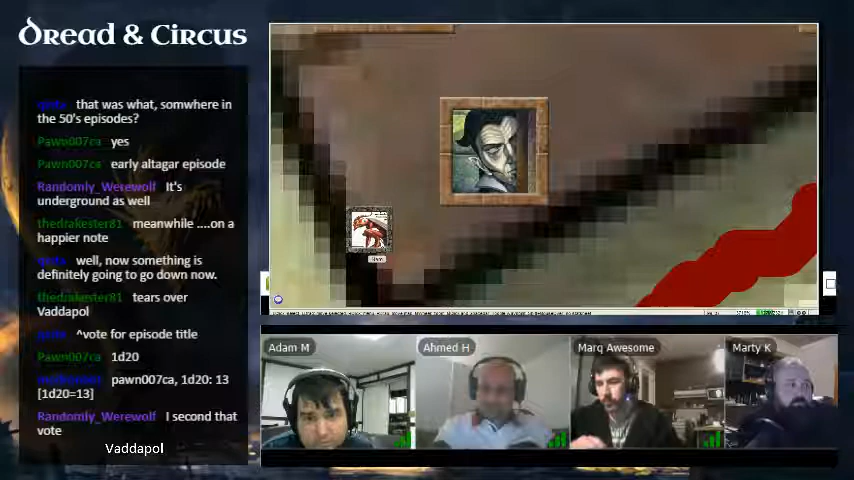 Dread & Circus
that was what, somwhere in
the 50's episodes?
Pawn007ca yes
Pawn007ca early altagar episode
Randomly_Werewolf It's
underground as well
thedrakester81 meanwhile ....on a
happier note
well, now something is
definitely going to go down now.
thedrakester81 tears over
Vaddapol
^vote for episode title
Pawn007ca 1d20
pawn007ca, 1d20: 13
[1d20=13]
Randomly_Werewolf I second that
vote
Vaddapol
Adam M
Ahmed H
Marq Awesome
Marty K